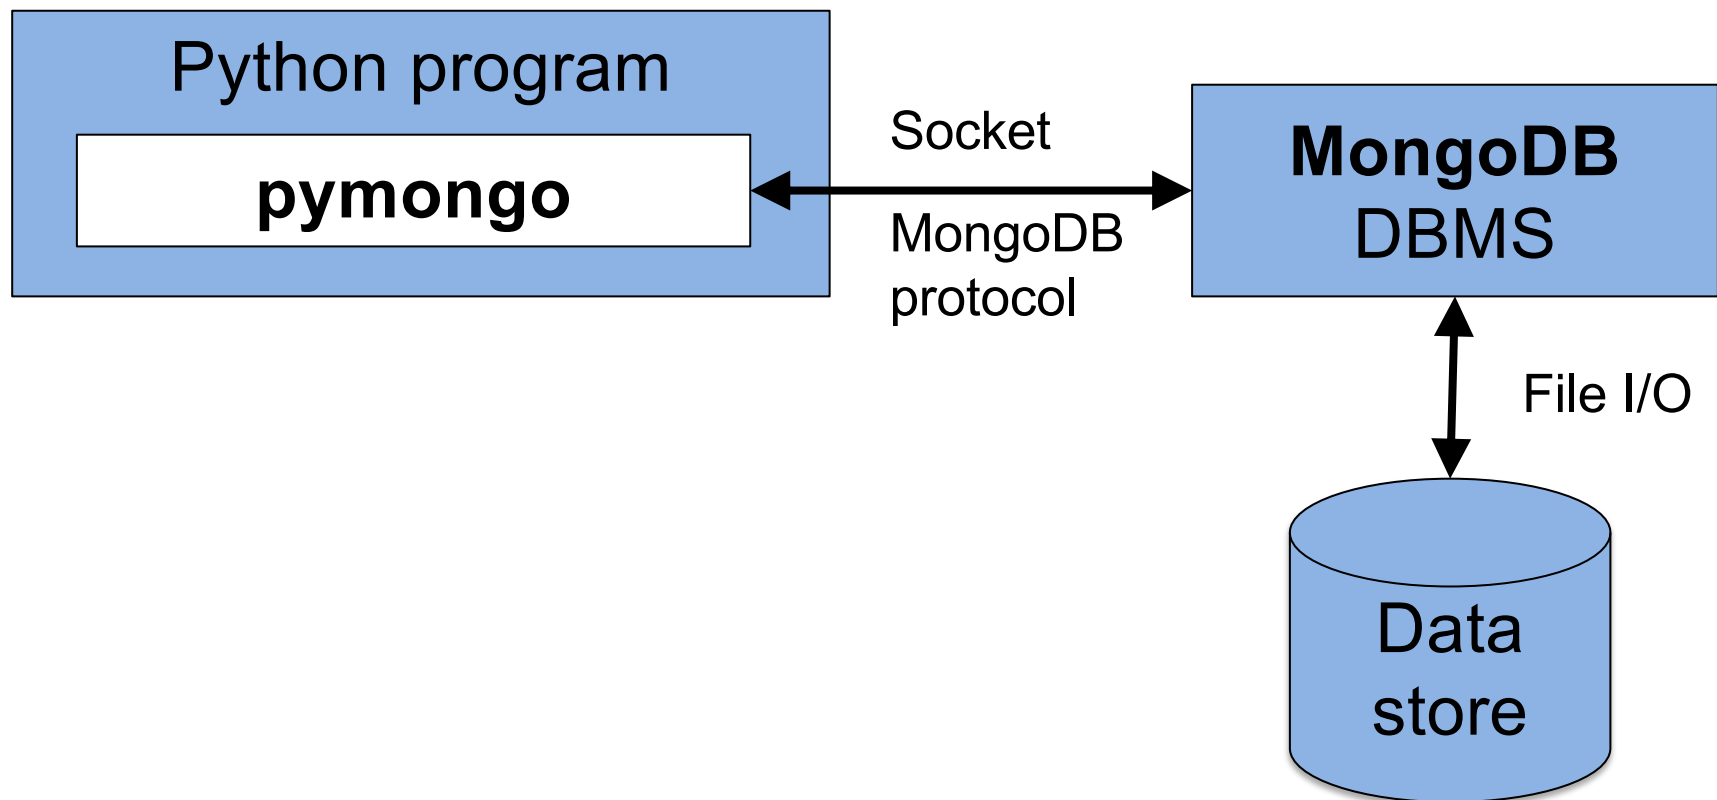 Python program
pymongo
Socket
MongoDB
protocol
MongoDB
DBMS
File I/O
Data
store